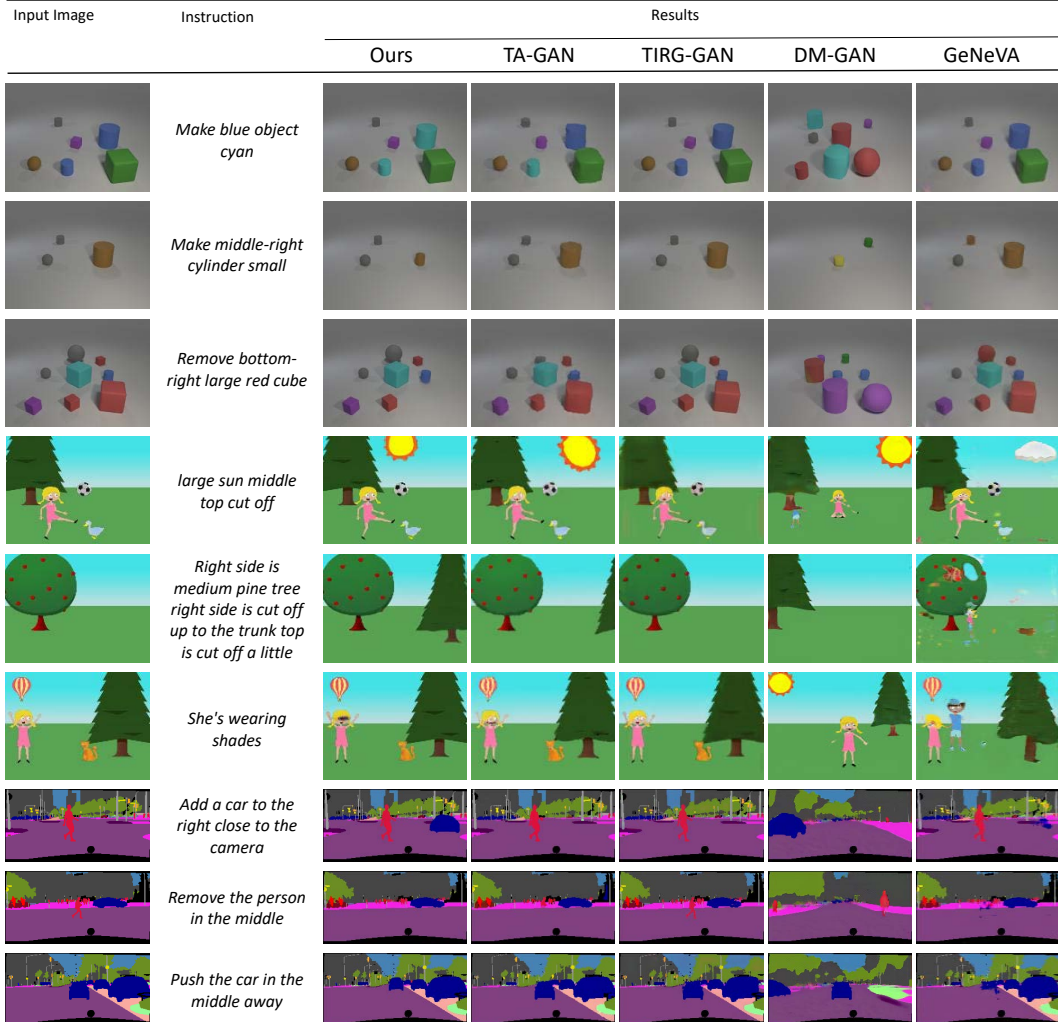 Input Image
Instruction
Results
Ours
TA-GAN
TIRG-GAN
DM-GAN
GeNeVA
Make blue object
cyan
Make middle-right
cylinder small
Remove bottom-
right large red cube
large sun middle
top cut off
Right side is
medium pine tree
right side is cut off
up to the trunk top
is cut off a little
She's wearing
shades
Add a car to the
right close to the
camera
Remove the person
in the middle
Push the car in the
middle away